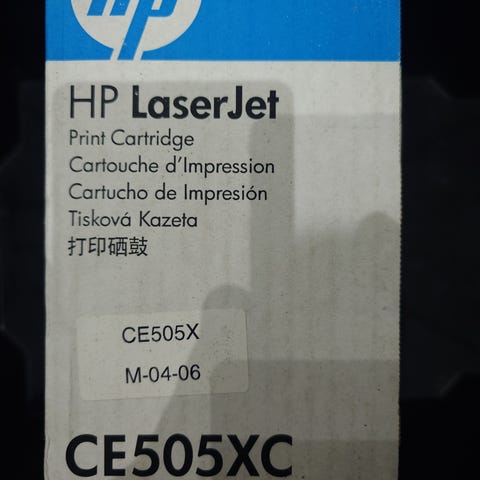 hp
HP LaserJet
Print Cartridge
Cartouche d'Impression
Cartucho de Impresión
Tisková Kazeta
打印硒鼓
CE505X
M-04-06
CE505XC